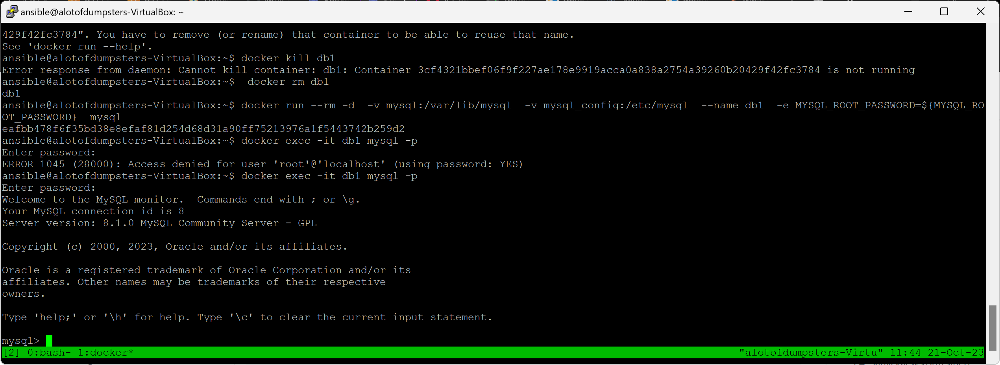 ansible@alotofdumpsters-VirtualBox: ~
429f42fc3784". You have to remove (or rename) that container to be able to reuse that name.
See 'docker run --help'.
ansible@alotofdumpsters-VirtualBox:~$ docker kill db1
Error response from daemon: Cannot kill container: db1: Container 3cf4321bbef06f9f227ae178e9919acca0a838a2754a39260b20429f42fc3784 is not running
ansible@alotofdumpsters-VirtualBox:~$  docker rm db1
db1
ansible@alotofdumpsters-VirtualBox:~$ docker run --rm -d  -v mysql:/var/lib/mysql  -v mysql_config:/etc/mysql  --name db1  -e MYSQL_ROOT_PASSWORD=${MYSQL_RO
OT_PASSWORD}  mysql
eafbb478f6f35bd38e8efaf81d254d68d31a90ff75213976a1f5443742b259d2
ansible@alotofdumpsters-VirtualBox:~$ docker exec -it db1 mysql -p
Enter password:
ERROR 1045 (28000): Access denied for user 'root'@'localhost' (using password: YES)
ansible@alotofdumpsters-VirtualBox:~$ docker exec -it db1 mysql -p
Enter password:
Welcome to the MySQL monitor.  Commands end with ; or \g.
Your MySQL connection id is 8
Server version: 8.1.0 MySQL Community Server - GPL
Copyright (c) 2000, 2023, Oracle and/or its affiliates.
Oracle is a registered trademark of Oracle Corporation and/or its
affiliates. Other names may be trademarks of their respective
owners.
Type 'help;' or '\h' for help. Type '\c' to clear the current input statement.
mysql>
[2] 0:bash- 1:docker* "alotofdumpsters-Virtu" 11:44 21-Oct-23